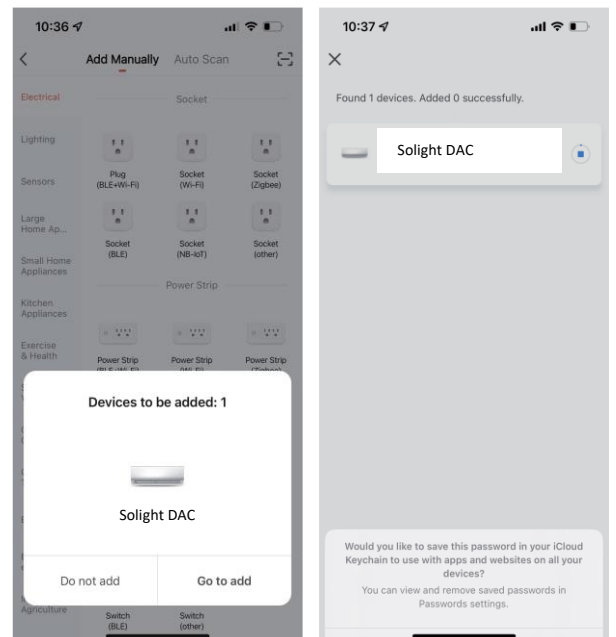 10:36
Add Manually Auto Scan
Electrical
Socket
Lighting
Plug
(BLE+Wi-Fi)
Socket
(Wi-Fi)
Socket
(Zigbee)
Sensors
Large
Home Ap...
Socket
(BLE)
Socket
(NB-IoT)
Socket
(other)
Small Home
Appliances
Power Strip
Kitchen
Appliances
Exercise
& Health
Power Strip
Power Strip
Power Strip
Devices to be added: 1
Solight DAC
Do not add
Go to add
Agriculture
Switch
(BLE)
Switch
(other)
10:37
Found 1 devices. Added 0 successfully.
Solight DAC
Would you like to save this password in your iCloud
Keychain to use with apps and websites on all your
devices?
You can view and remove saved passwords in
Passwords settings.